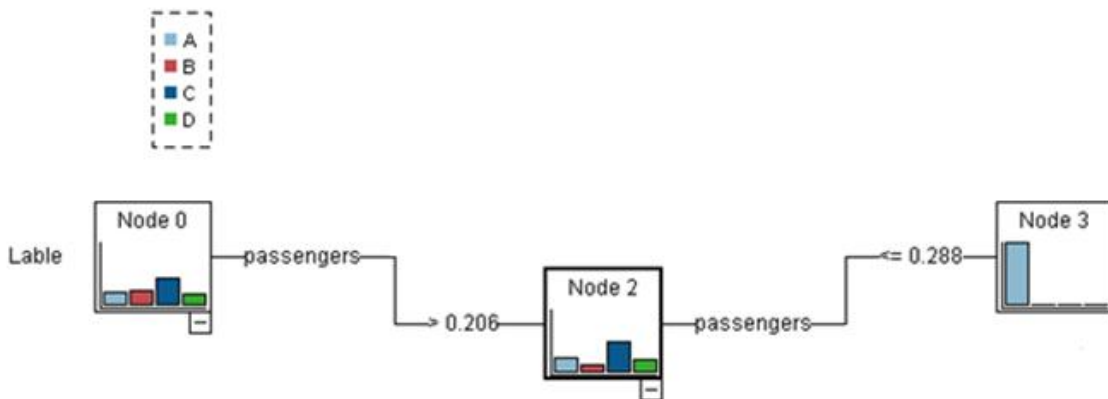 A
B
C
D
Lable
Node 0
passengers
> 0.206
Node 2
passengers
<= 0.288
Node 3